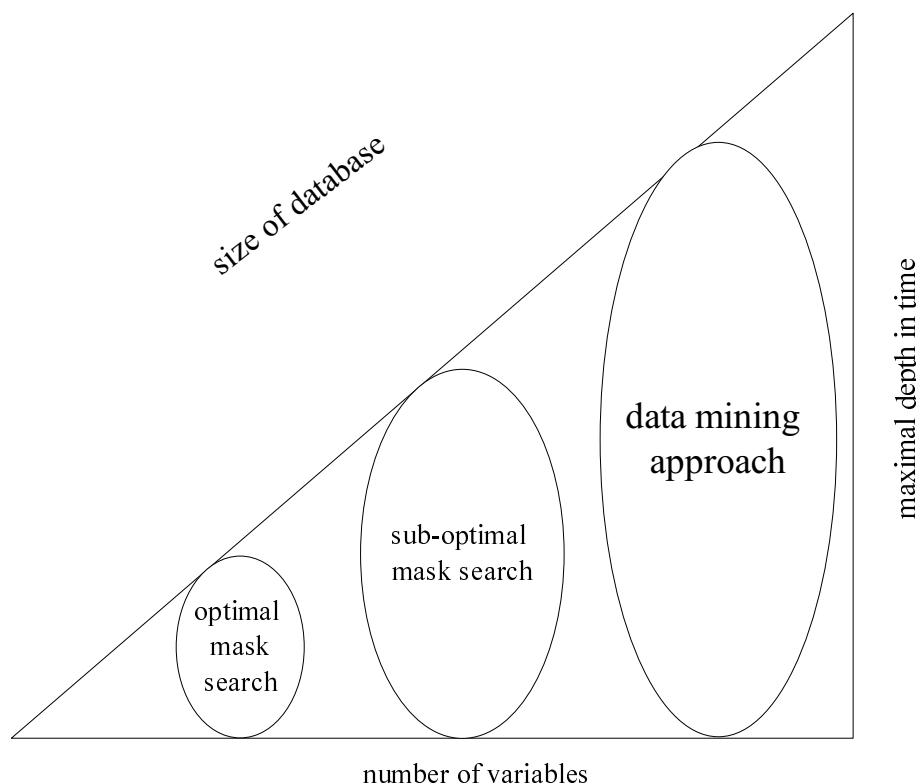 size of database
maximal depth in time
data mining
approach
sub-optimal
mask search
optimal
mask
search
number of variables